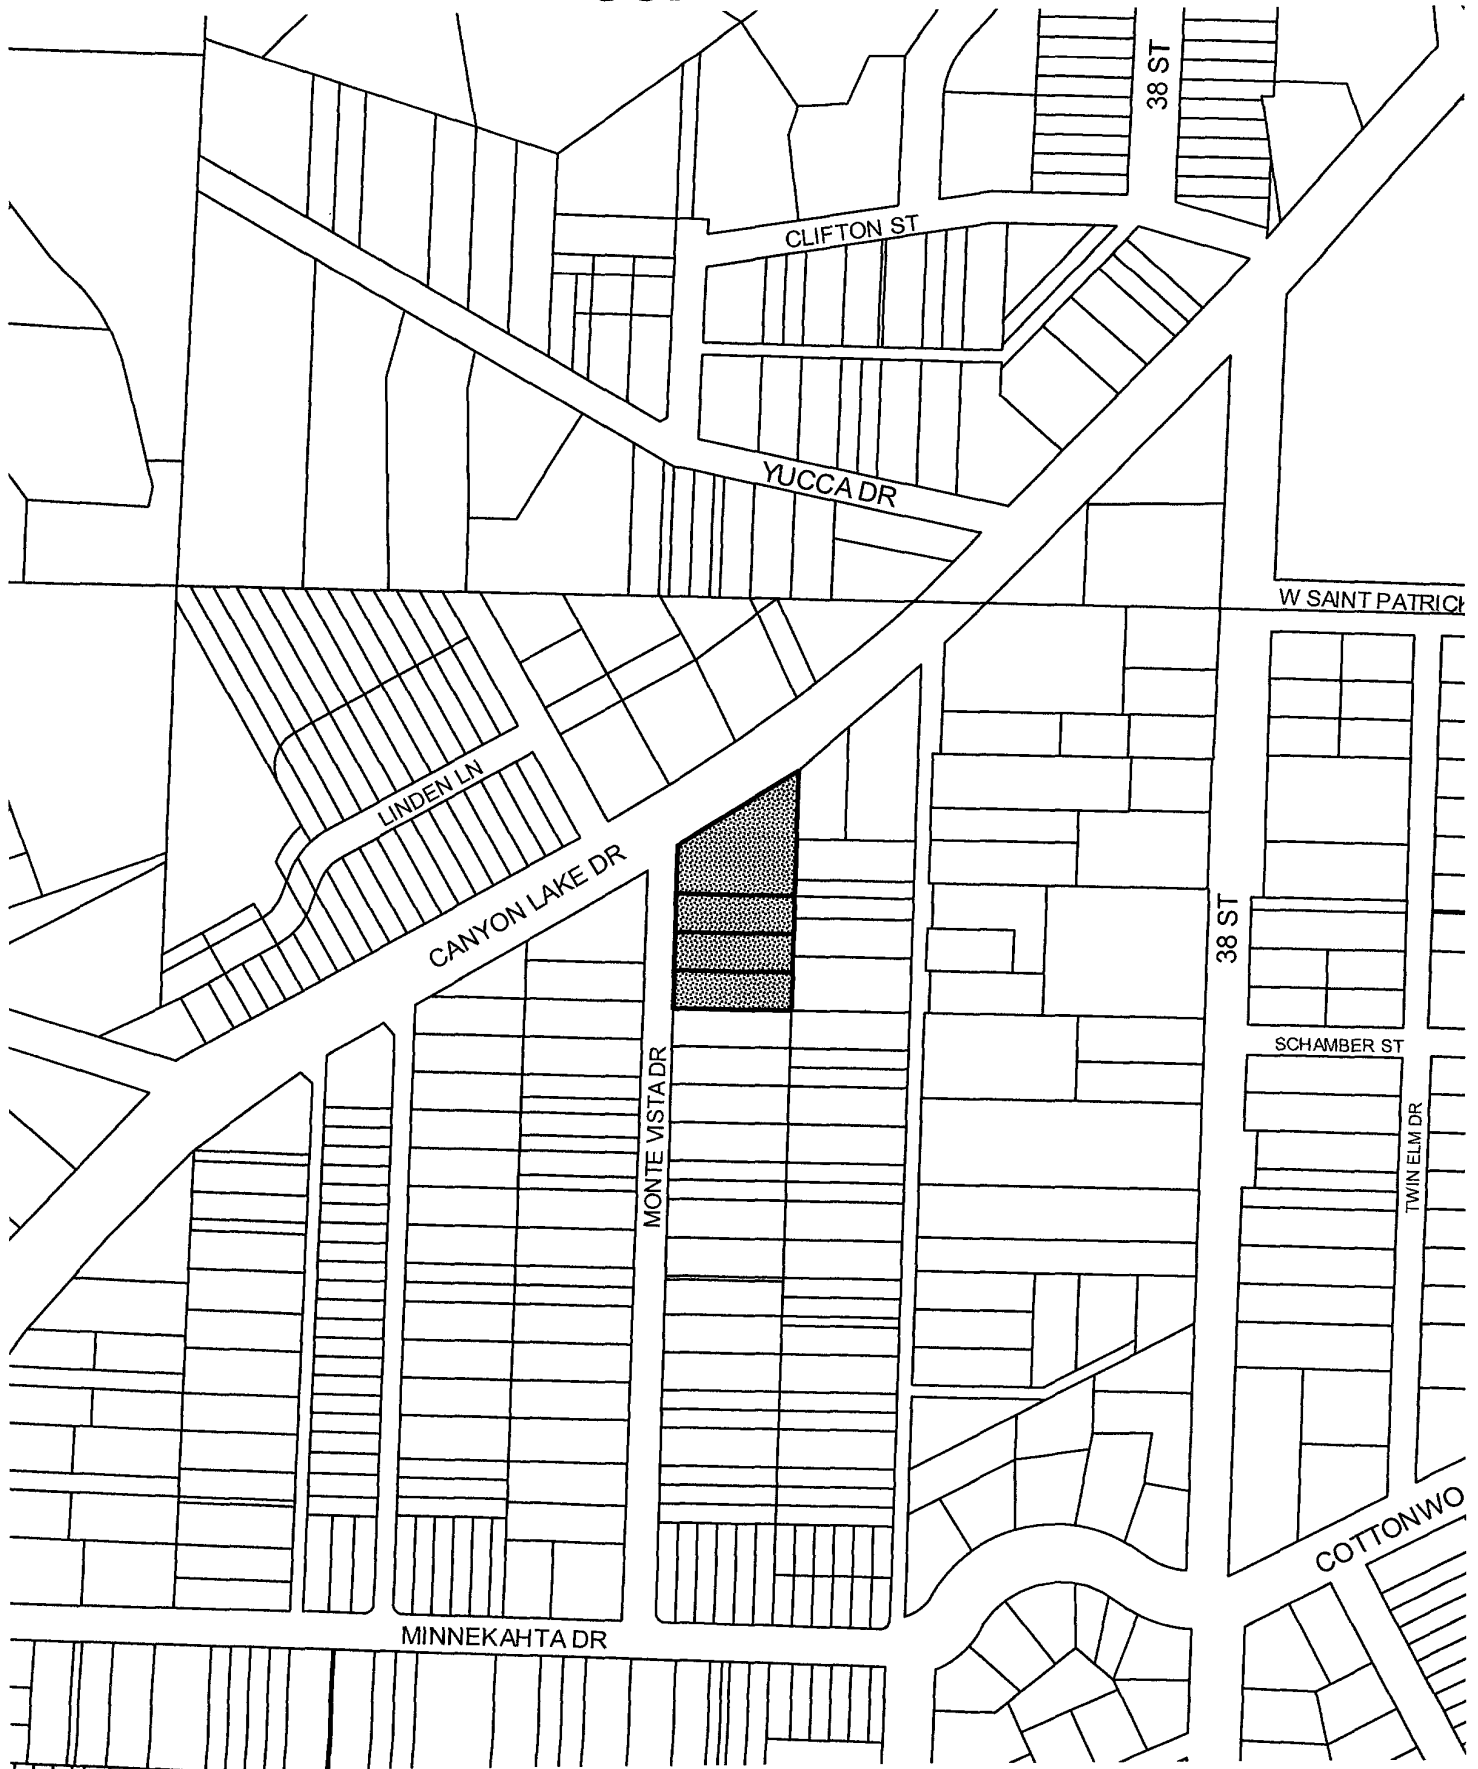 38 ST
CLIFTON ST
YUCCA DR
W SAINT PATRICK
LINDEN LN
CANYON LAKE DR
38 ST
SCHAMBER ST
MONTE VISTA DR
TWIN ELM DR
COTTONWO
MINNEKAHTA DR